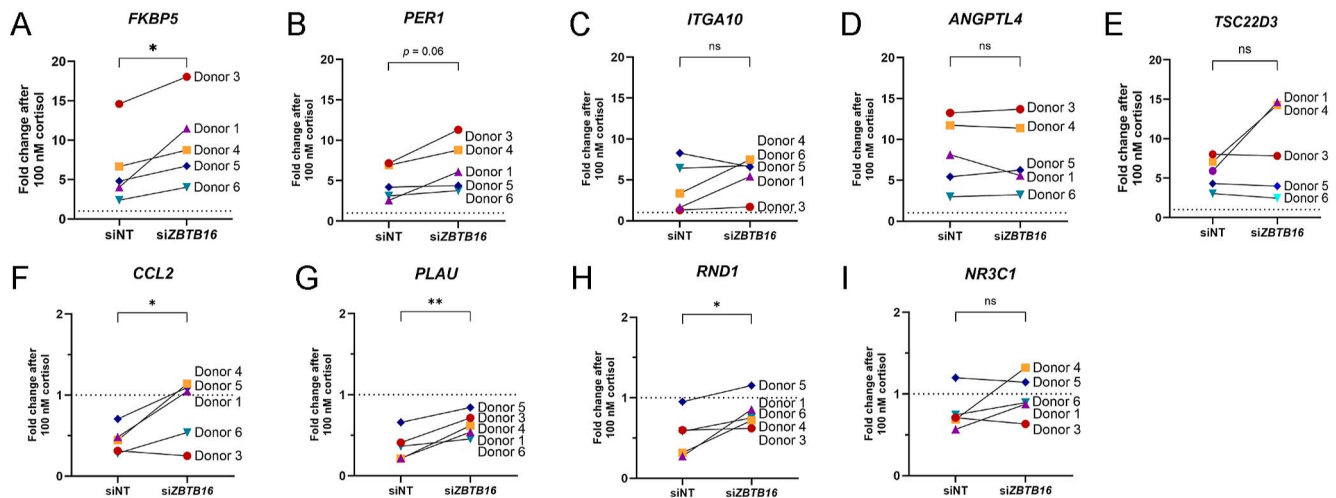 A
FKBP5
*
Fold change after
100 nM cortisol
20
15
10
5
0
Donor 3
Donor 1
Donor 4
Donor 5
Donor 6
siNT
siZBTB16
B
PER1
p = 0.06
Fold change after
100 nM cortisol
20
15
10
5
0
Donor 3
Donor 4
Donor 1
Donor 5
Donor 6
siNT
siZBTB16
C
ITGA10
ns
Fold change after
100 nM cortisol
20
15
10
5
0
Donor 4
Donor 6
Donor 5
Donor 1
Donor 3
siNT
siZBTB16
D
ANGPTL4
ns
Fold change after
100 nM cortisol
20
15
10
5
0
Donor 3
Donor 4
Donor 5
Donor 1
Donor 6
siNT
siZBTB16
E
TSC22D3
ns
Fold change after
100 nM cortisol
20
15
10
5
0
Donor 1
Donor 4
Donor 3
Donor 5
Donor 6
siNT
siZBTB16
F
CCL2
*
Fold change after
100 nM cortisol
2
1
0
Donor 4
Donor 5
Donor 1
Donor 6
Donor 3
siNT
siZBTB16
G
PLAU
**
Fold change after
100 nM cortisol
2
1
0
Donor 5
Donor 3
Donor 4
Donor 1
Donor 6
siNT
siZBTB16
H
RND1
*
Fold change after
100 nM cortisol
2
1
0
Donor 5
Donor 1
Donor 6
Donor 4
Donor 3
siNT
siZBTB16
I
NR3C1
ns
Fold change after
100 nM cortisol
2
1
0
Donor 4
Donor 5
Donor 6
Donor 1
Donor 3
siNT
siZBTB16